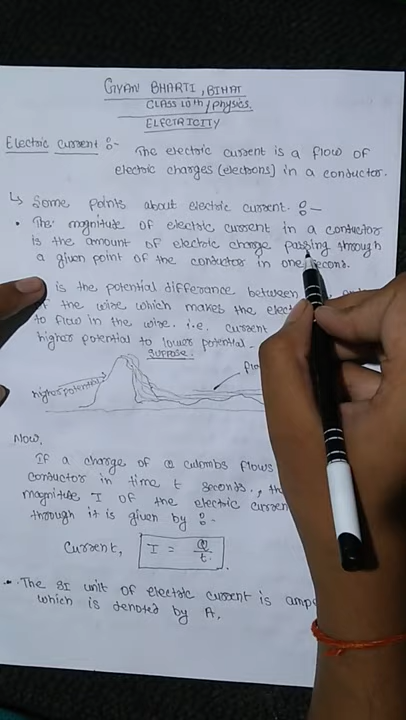 GYAN BHARTI, BIHAT
CLASS 10th / Physics.
ELECTRICITY
Electric current :- The electric current is a flow of
electric charges (electrons) in a conductor.
↳ Some points about electric current. :-
• The magnitude of electric current in a conductor
is the amount of electric charge passing through
a given point of the conductor in one second.
is the potential difference between
of the wire which makes the
to flow in the wire. i.e. current
higher potential to lower potential.
SUPPOSE.
higher potential
Now,
If a charge of Q culombs flows
conductor in time t seconds.,
magnitude I of the electric
through it is given by :-
Current, I = Q/t.
• The SI unit of electric current is
which is denoted by A.